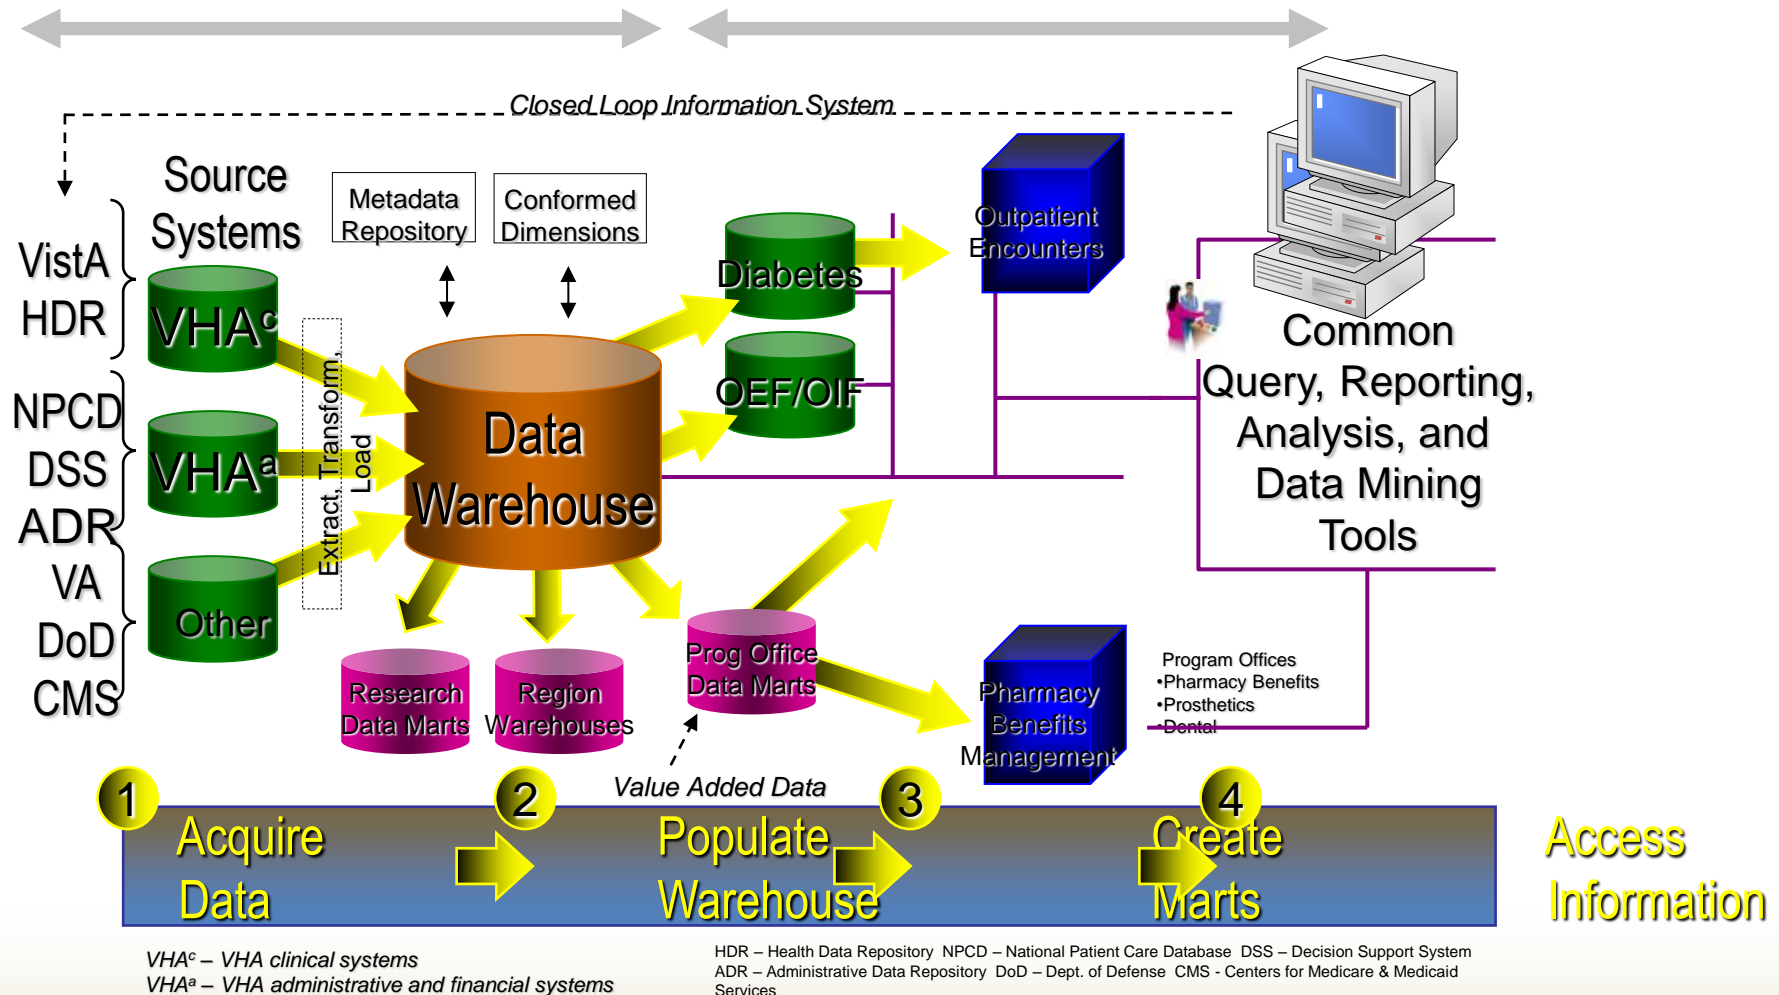 Closed Loop Information System
Source
Systems
VistA
HDR
NPCD
DSS
ADR
VA
DoD
CMS
VHAᶜ
VHAᵃ
Other
Extract, Transform,
Load
Metadata
Repository
Conformed
Dimensions
Data
Warehouse
Diabetes
OEF/OIF
Outpatient
Encounters
Common
Query, Reporting,
Analysis, and
Data Mining
Tools
Research
Data Marts
Region
Warehouses
Prog Office
Data Marts
Value Added Data
Pharmacy
Benefits
Management
Program Offices
•Pharmacy Benefits
•Prosthetics
•Dental
1
Acquire
Data
2
Populate
Warehouse
3
Create
Marts
4
Access
Information
VHAᶜ – VHA clinical systems
VHAᵃ – VHA administrative and financial systems
HDR – Health Data Repository NPCD – National Patient Care Database DSS – Decision Support System
ADR – Administrative Data Repository DoD – Dept. of Defense CMS - Centers for Medicare & Medicaid
Services